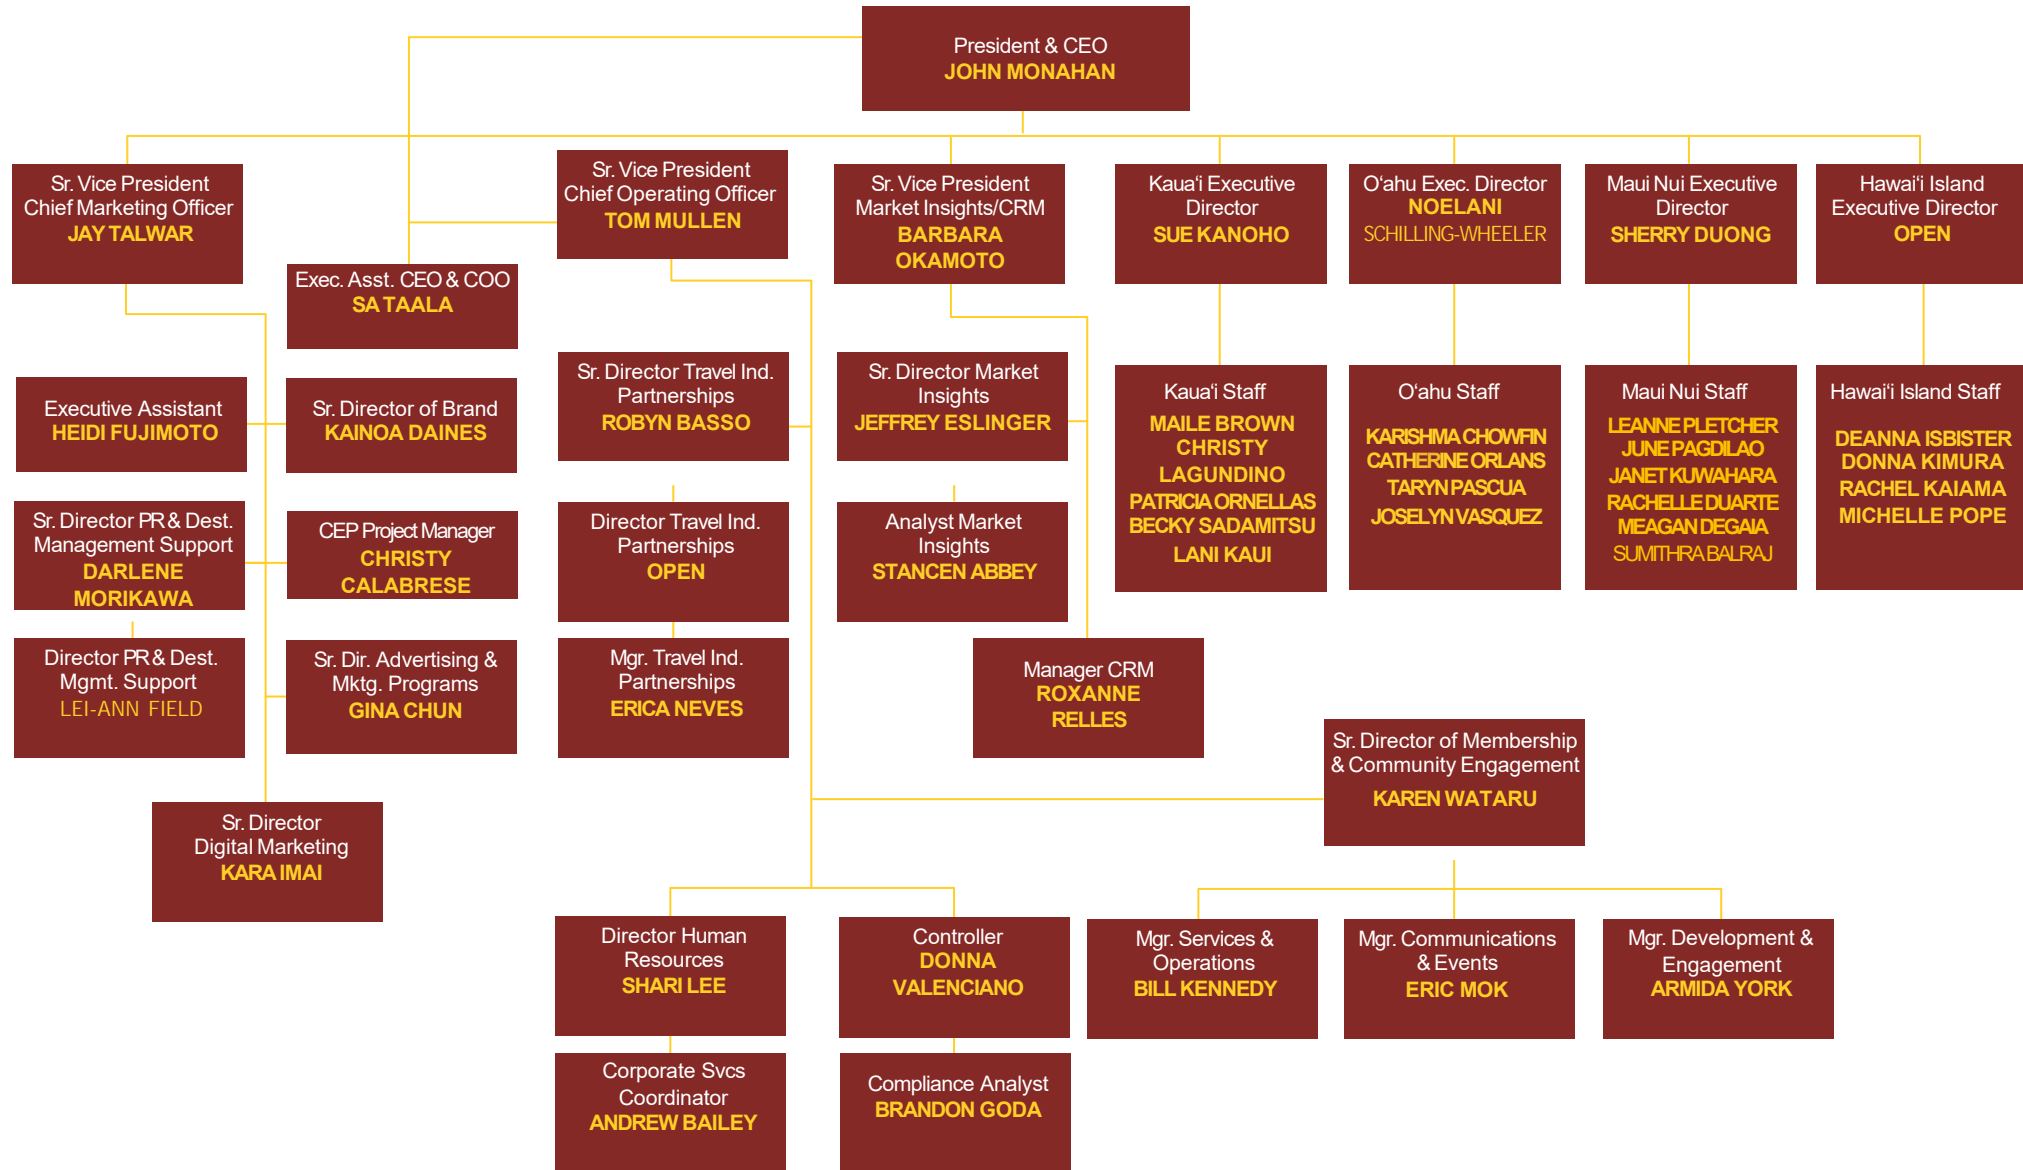 President & CEO
JOHN MONAHAN
Sr. Vice President
Chief Marketing Officer
JAY TALWAR
Exec. Asst. CEO & COO
SA TAALA
Sr. Vice President
Chief Operating Officer
TOM MULLEN
Sr. Vice President
Market Insights/CRM
BARBARA
OKAMOTO
Kauaʻi Executive
Director
SUE KANOHO
Oʻahu Exec. Director
NOELANI
SCHILLING-WHEELER
Maui Nui Executive
Director
SHERRY DUONG
Hawaiʻi Island
Executive Director
OPEN
Executive Assistant
HEIDI FUJIMOTO
Sr. Director of Brand
KAINOA DAINES
Sr. Director Travel Ind.
Partnerships
ROBYN BASSO
Sr. Director Market
Insights
JEFFREY ESLINGER
Kauaʻi Staff
MAILE BROWN
CHRISTY
LAGUNDINO
PATRICIA ORNELLAS
BECKY SADAMITSU
LANI KAUI
Oʻahu Staff
KARISHMA CHOWFIN
CATHERINE ORLANS
TARYN PASCUA
JOSELYN VASQUEZ
Maui Nui Staff
LEANNE PLETCHER
JUNE PAGDILAO
JANET KUWAHARA
RACHELLE DUARTE
MEAGAN DEGAIA
SUMITHRA BALRAJ
Hawaiʻi Island Staff
DEANNA ISBISTER
DONNA KIMURA
RACHEL KAIAMA
MICHELLE POPE
Sr. Director PR & Dest.
Management Support
DARLENE
MORIKAWA
CEP Project Manager
CHRISTY
CALABRESE
Director Travel Ind.
Partnerships
OPEN
Analyst Market
Insights
STANCEN ABBEY
Director PR & Dest.
Mgmt. Support
LEI-ANN FIELD
Sr. Dir. Advertising &
Mktg. Programs
GINA CHUN
Mgr. Travel Ind.
Partnerships
ERICA NEVES
Manager CRM
ROXANNE
RELLES
Sr. Director of Membership
& Community Engagement
KAREN WATARU
Sr. Director
Digital Marketing
KARA IMAI
Director Human
Resources
SHARI LEE
Controller
DONNA
VALENCIANO
Mgr. Services &
Operations
BILL KENNEDY
Mgr. Communications
& Events
ERIC MOK
Mgr. Development &
Engagement
ARMIDA YORK
Corporate Svcs
Coordinator
ANDREW BAILEY
Compliance Analyst
BRANDON GODA